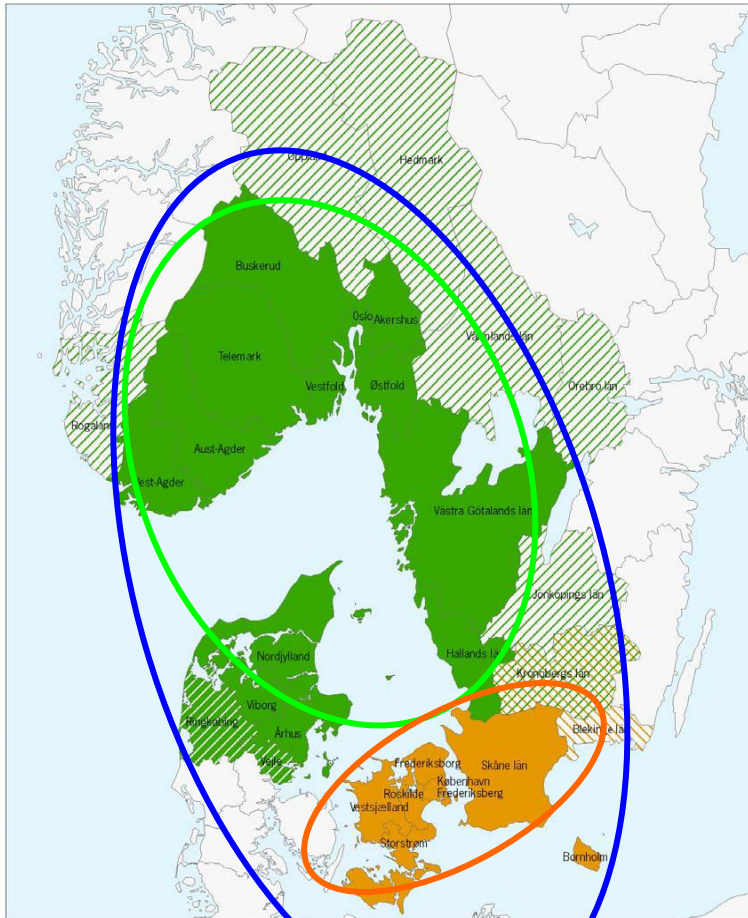 Oppland
Hedmark
Buskerud
Oslo
Akershus
Värmlands län
Telemark
Vestfold
Østfold
Örebro län
Rogaland
Aust-Agder
Vest-Agder
Västra Götalands län
Jönköpings län
Hallands län
Nordjylland
Kronobergs län
Viborg
Ringkøbing
Århus
Blekinge län
Vejle
Frederiksborg
Skåne län
København
Frederiksberg
Roskilde
Vestsjælland
Storstrøm
Bornholm